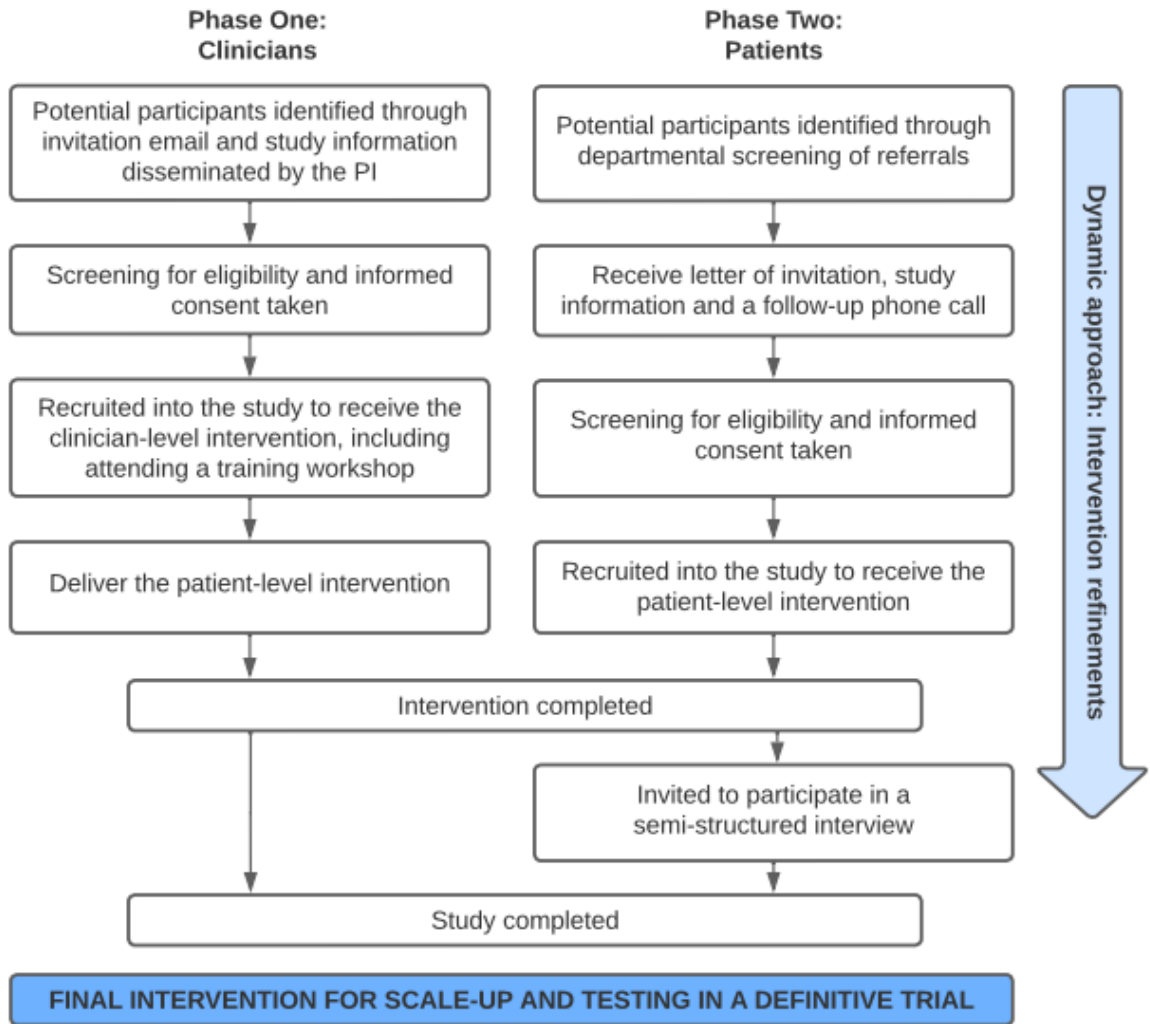 Phase One:
Clinicians
Phase Two:
Patients
Potential participants identified through
invitation email and study information
disseminated by the PI
Potential participants identified through
departmental screening of referrals
Screening for eligibility and informed
consent taken
Receive letter of invitation, study
information and a follow-up phone call
Recruited into the study to receive the
clinician-level intervention, including
attending a training workshop
Screening for eligibility and informed
consent taken
Deliver the patient-level intervention
Recruited into the study to receive the
patient-level intervention
Intervention completed
Invited to participate in a
semi-structured interview
Study completed
Dynamic approach: Intervention refinements
FINAL INTERVENTION FOR SCALE-UP AND TESTING IN A DEFINITIVE TRIAL